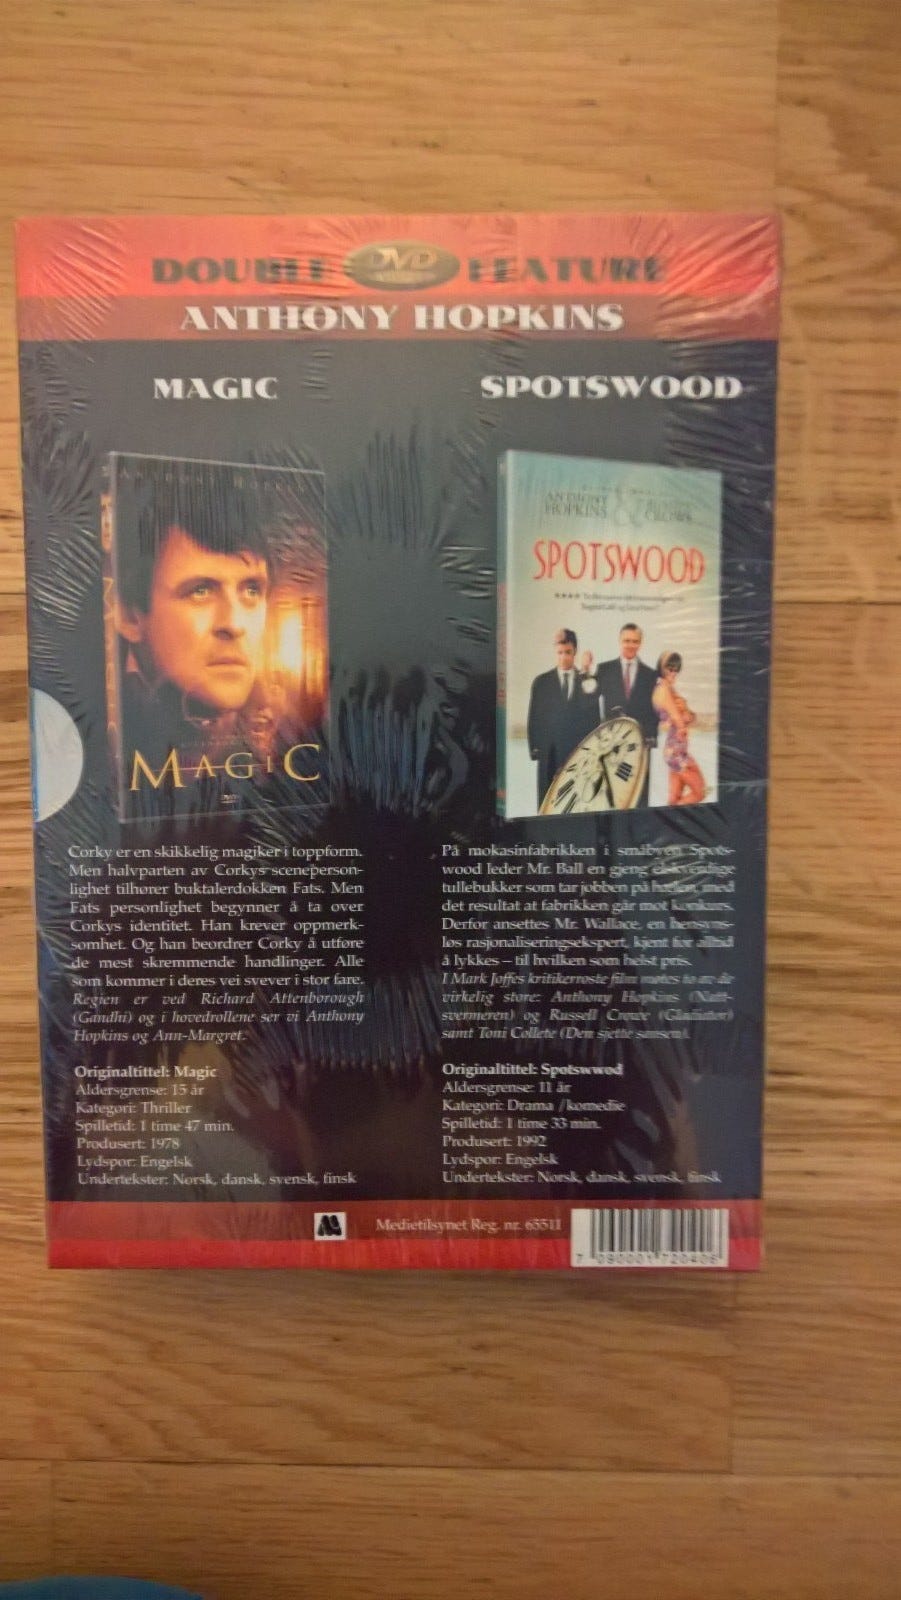 DOUBLE DVD FEATURE
ANTHONY HOPKINS
MAGIC
SPOTSWOOD
ANTHONY HOPKINS
MAGIC
DVD
ANTHONY
HOPKINS &
CROWE
SPOTSWOOD
★★★★
Corky er en skikkelig magiker i toppform.
Men halvparten av Corkys sceneperson-
lighet tilhører buktalerdokken Fats. Men
Fats personlighet begynner å ta over
Corkys identitet. Han krever oppmerk-
somhet. Og han beordrer Corky å utføre
de mest skremmende handlinger. Alle
som kommer i deres vei svever i stor fare.
Regien er ved Richard Attenborough
(Gandhi) og i hovedrollene ser vi Anthony
Hopkins og Ann-Margret.
Originaltittel: Magic
Aldersgrense: 15 år
Kategori: Thriller
Spilletid: 1 time 47 min.
Produsert: 1978
Lydspor: Engelsk
Undertekster: Norsk, dansk, svensk, finsk
På mokasinfabrikken i småbyen Spots-
wood leder Mr. Ball en gjeng elskverdige
tullebukker som tar jobben på hælen, med
det resultat at fabrikken går mot konkurs.
Derfor ansettes Mr. Wallace, en hensyns-
løs rasjonaliseringsekspert, kjent for alltid
å lykkes – til hvilken som helst pris.
I Mark Joffes kritikerroste film møtes to av de
virkelig store: Anthony Hopkins (Natt-
svermeren) og Russell Crowe (Gladiator)
samt Toni Collete (Den sjette sansen).
Originaltittel: Spotswwod
Aldersgrense: 11 år
Kategori: Drama /komedie
Spilletid: 1 time 33 min.
Produsert: 1992
Lydspor: Engelsk
Undertekster: Norsk, dansk, svensk, finsk
Medietilsynet Reg. nr. 65511
7 090001 720406